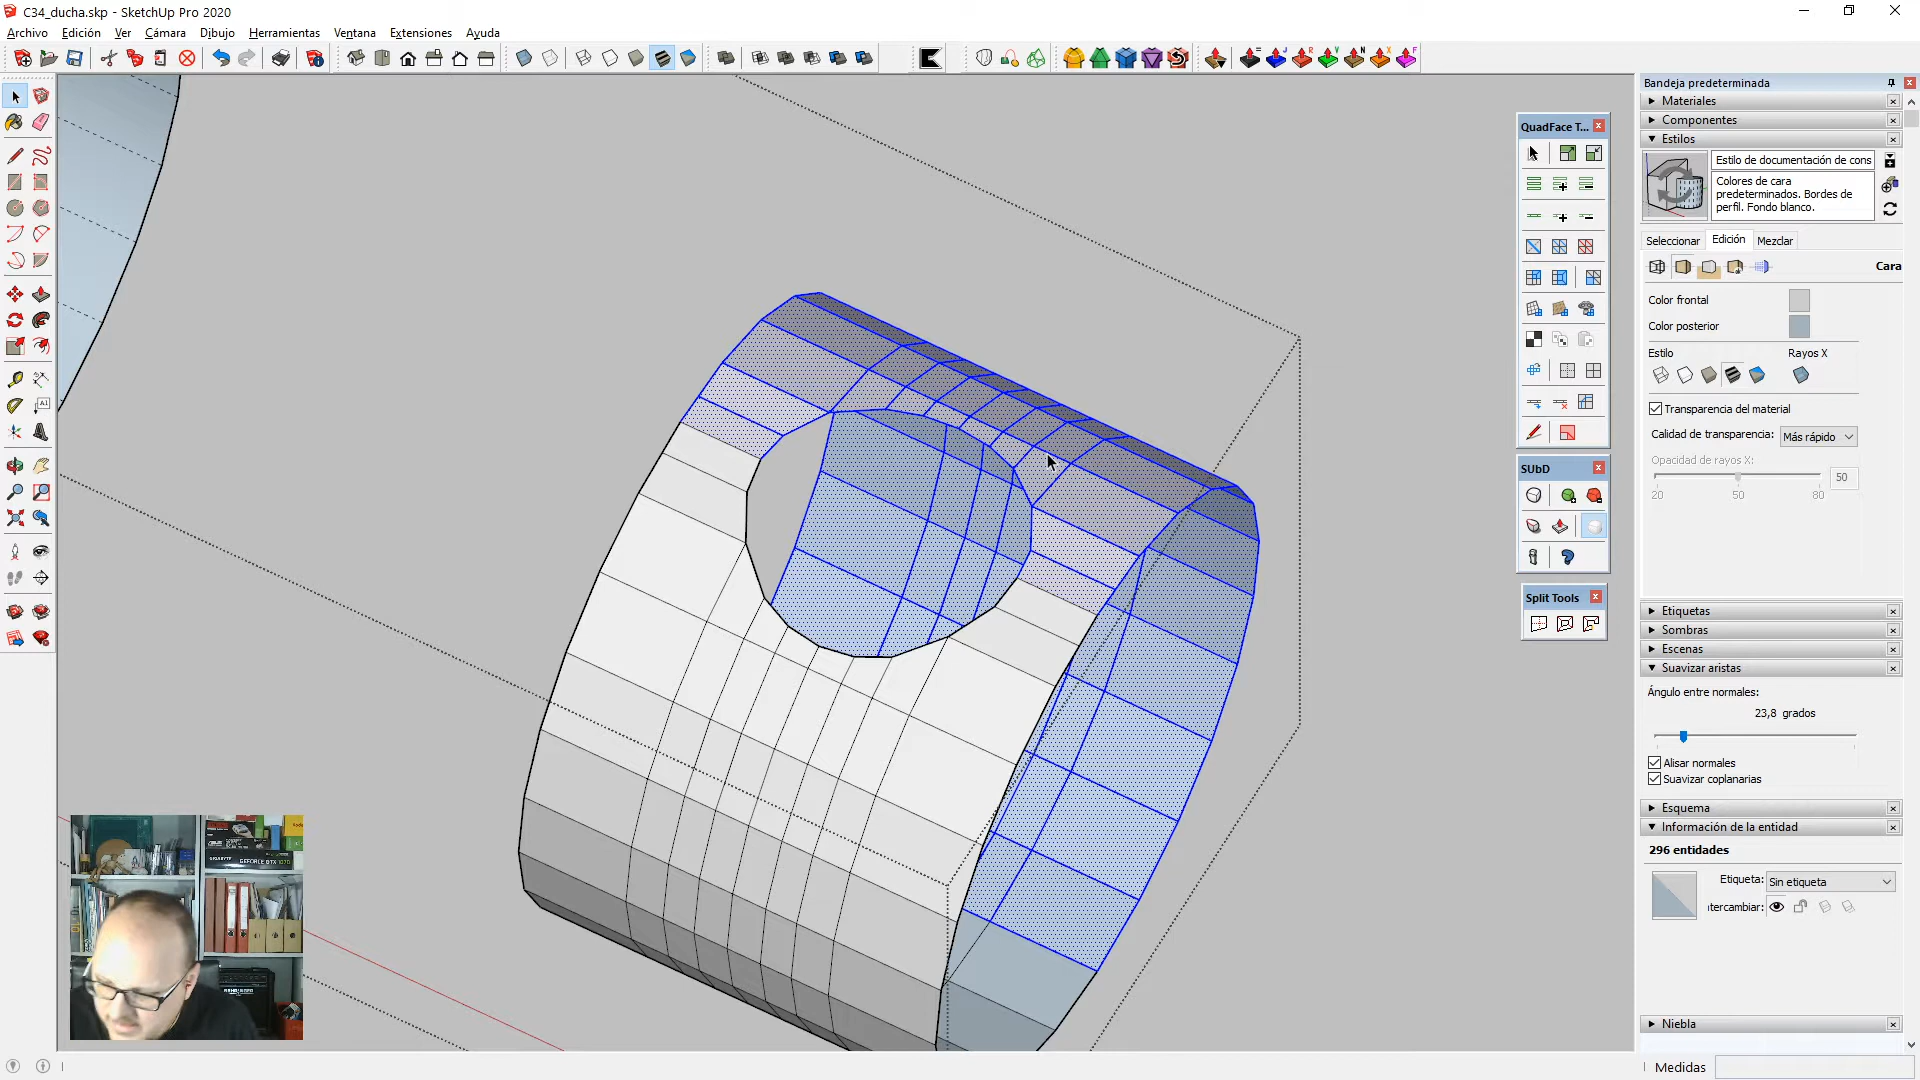 C34_ducha.skp - SketchUp Pro 2020
Archivo Edición Ver Cámara Dibujo Herramientas Ventana Extensiones Ayuda
Bandeja predeterminada
Materiales
Componentes
Estilos
Estilo de documentación de cons
Colores de cara
predeterminados. Bordes de
perfil. Fondo blanco.
Seleccionar Edición Mezclar
Cara
Color frontal
Color posterior
Estilo Rayos X
Transparencia del material
Calidad de transparencia: Más rápido
Opacidad de rayos X:
50
20 50 80
Etiquetas
Sombras
Escenas
Suavizar aristas
Ángulo entre normales:
23,8 grados
Alisar normales
Suavizar coplanarias
Esquema
Información de la entidad
296 entidades
Etiqueta: Sin etiqueta
ıtercambiar:
Niebla
Medidas
QuadFace T...
SUbD
Split Tools
GEFORCE GTX 1070